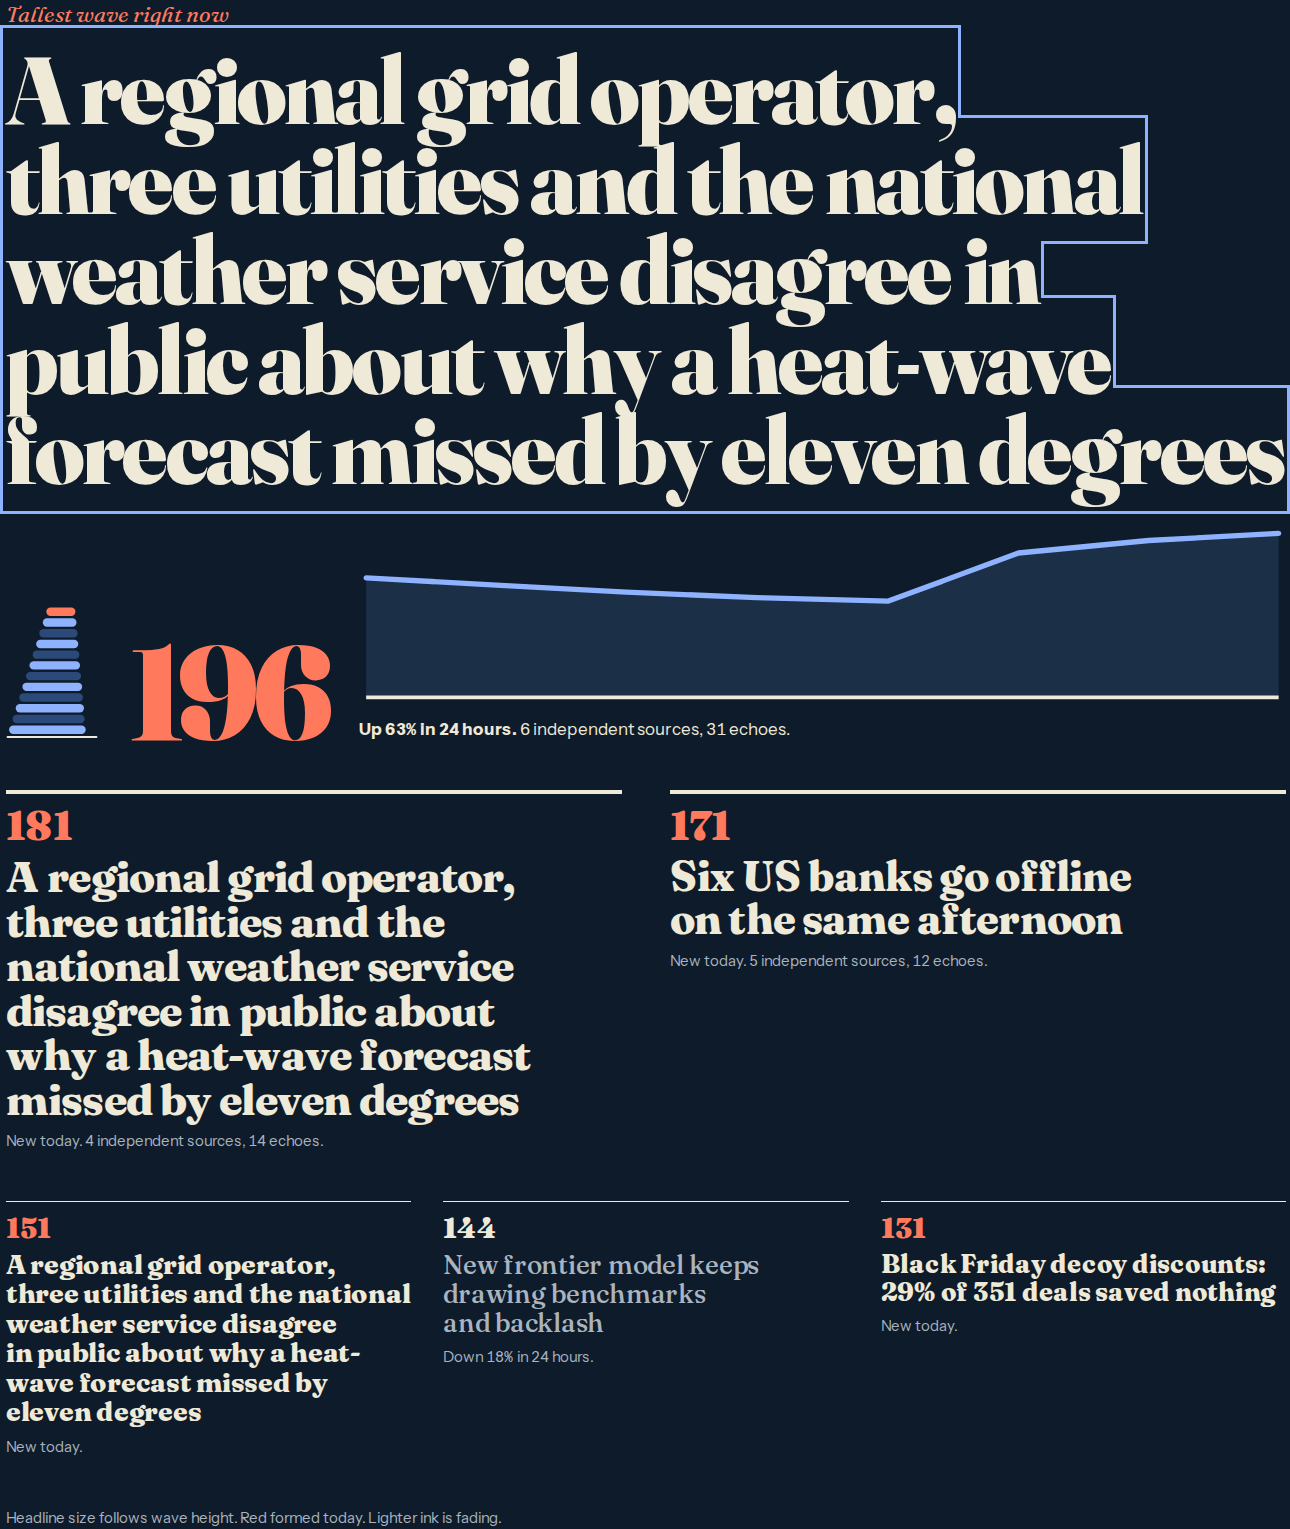 Tallest wave right now
A regional grid operator,
three utilities and the national
weather service disagree in
public about why a heat-wave
forecast missed by eleven degrees
196
Up 63% in 24 hours. 6 independent sources, 31 echoes.
181
A regional grid operator,
three utilities and the
national weather service
disagree in public about
why a heat-wave forecast
missed by eleven degrees
New today. 4 independent sources, 14 echoes.
171
Six US banks go offline
on the same afternoon
New today. 5 independent sources, 12 echoes.
151
A regional grid operator,
three utilities and the national
weather service disagree
in public about why a heat-
wave forecast missed by
eleven degrees
New today.
144
New frontier model keeps
drawing benchmarks
and backlash
Down 18% in 24 hours.
131
Black Friday decoy discounts:
29% of 351 deals saved nothing
New today.
Headline size follows wave height. Red formed today. Lighter ink is fading.